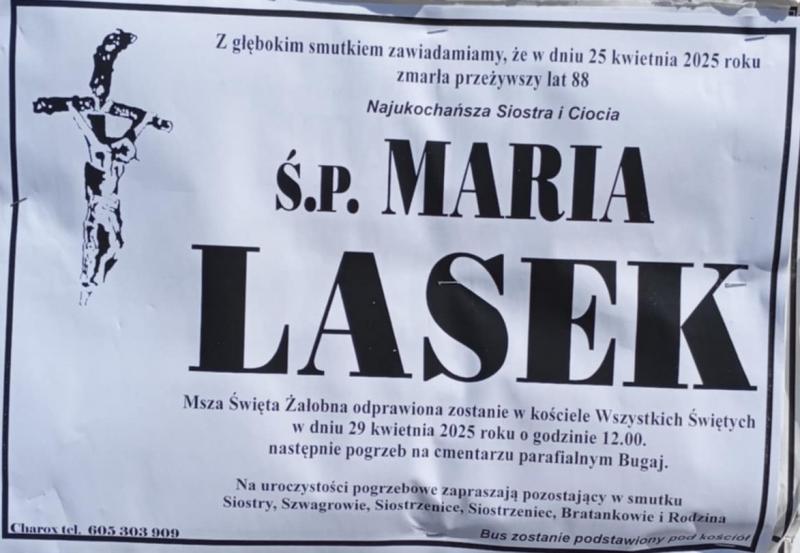 Z głębokim smutkiem zawiadamiamy, że w dniu 25 kwietnia 2025 roku
zmarła przeżywszy lat 88
Najukochańsza Siostra i Ciocia
Ś.P. MARIA
LASEK
Msza Święta Żałobna odprawiona zostanie w kościele Wszystkich Świętych
w dniu 29 kwietnia 2025 roku o godzinie 12.00.
następnie pogrzeb na cmentarzu parafialnym Bugaj.
Na uroczystości pogrzebowe zapraszają pozostający w smutku
Siostry, Szwagrowie, Siostrzenice, Siostrzeniec, Bratankowie i Rodzina
Charox tel. 605 303 909
Bus zostanie podstawiony pod kościół